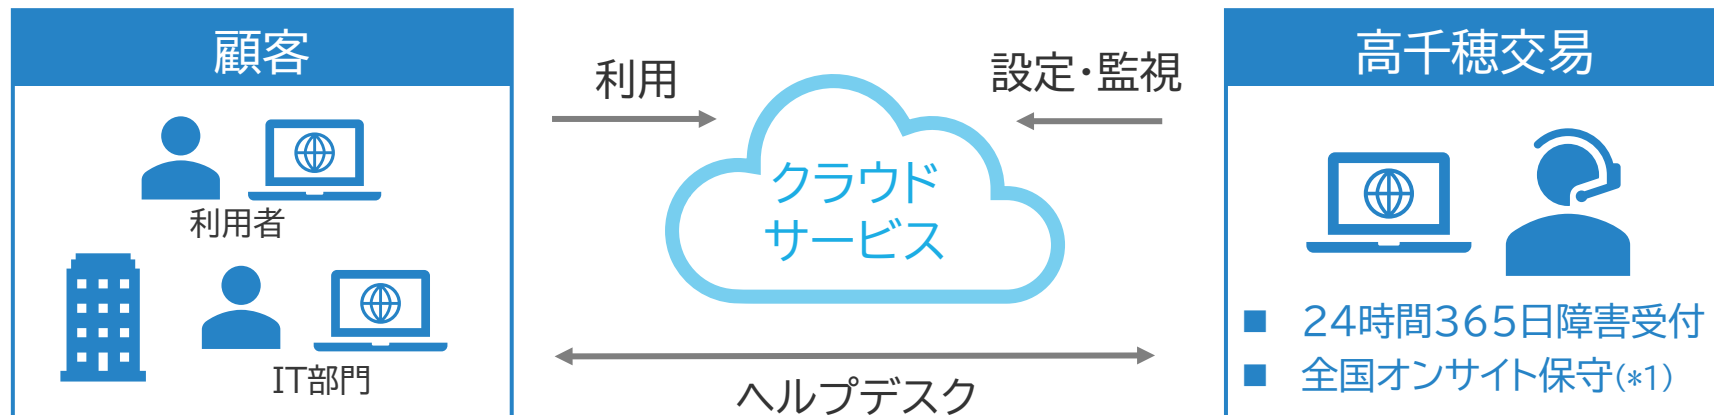 顧客
利用者
IT部門
利用
設定・監視
クラウド
サービス
ヘルプデスク
高千穂交易
■ 24時間365日障害受付
■ 全国オンサイト保守(*1)